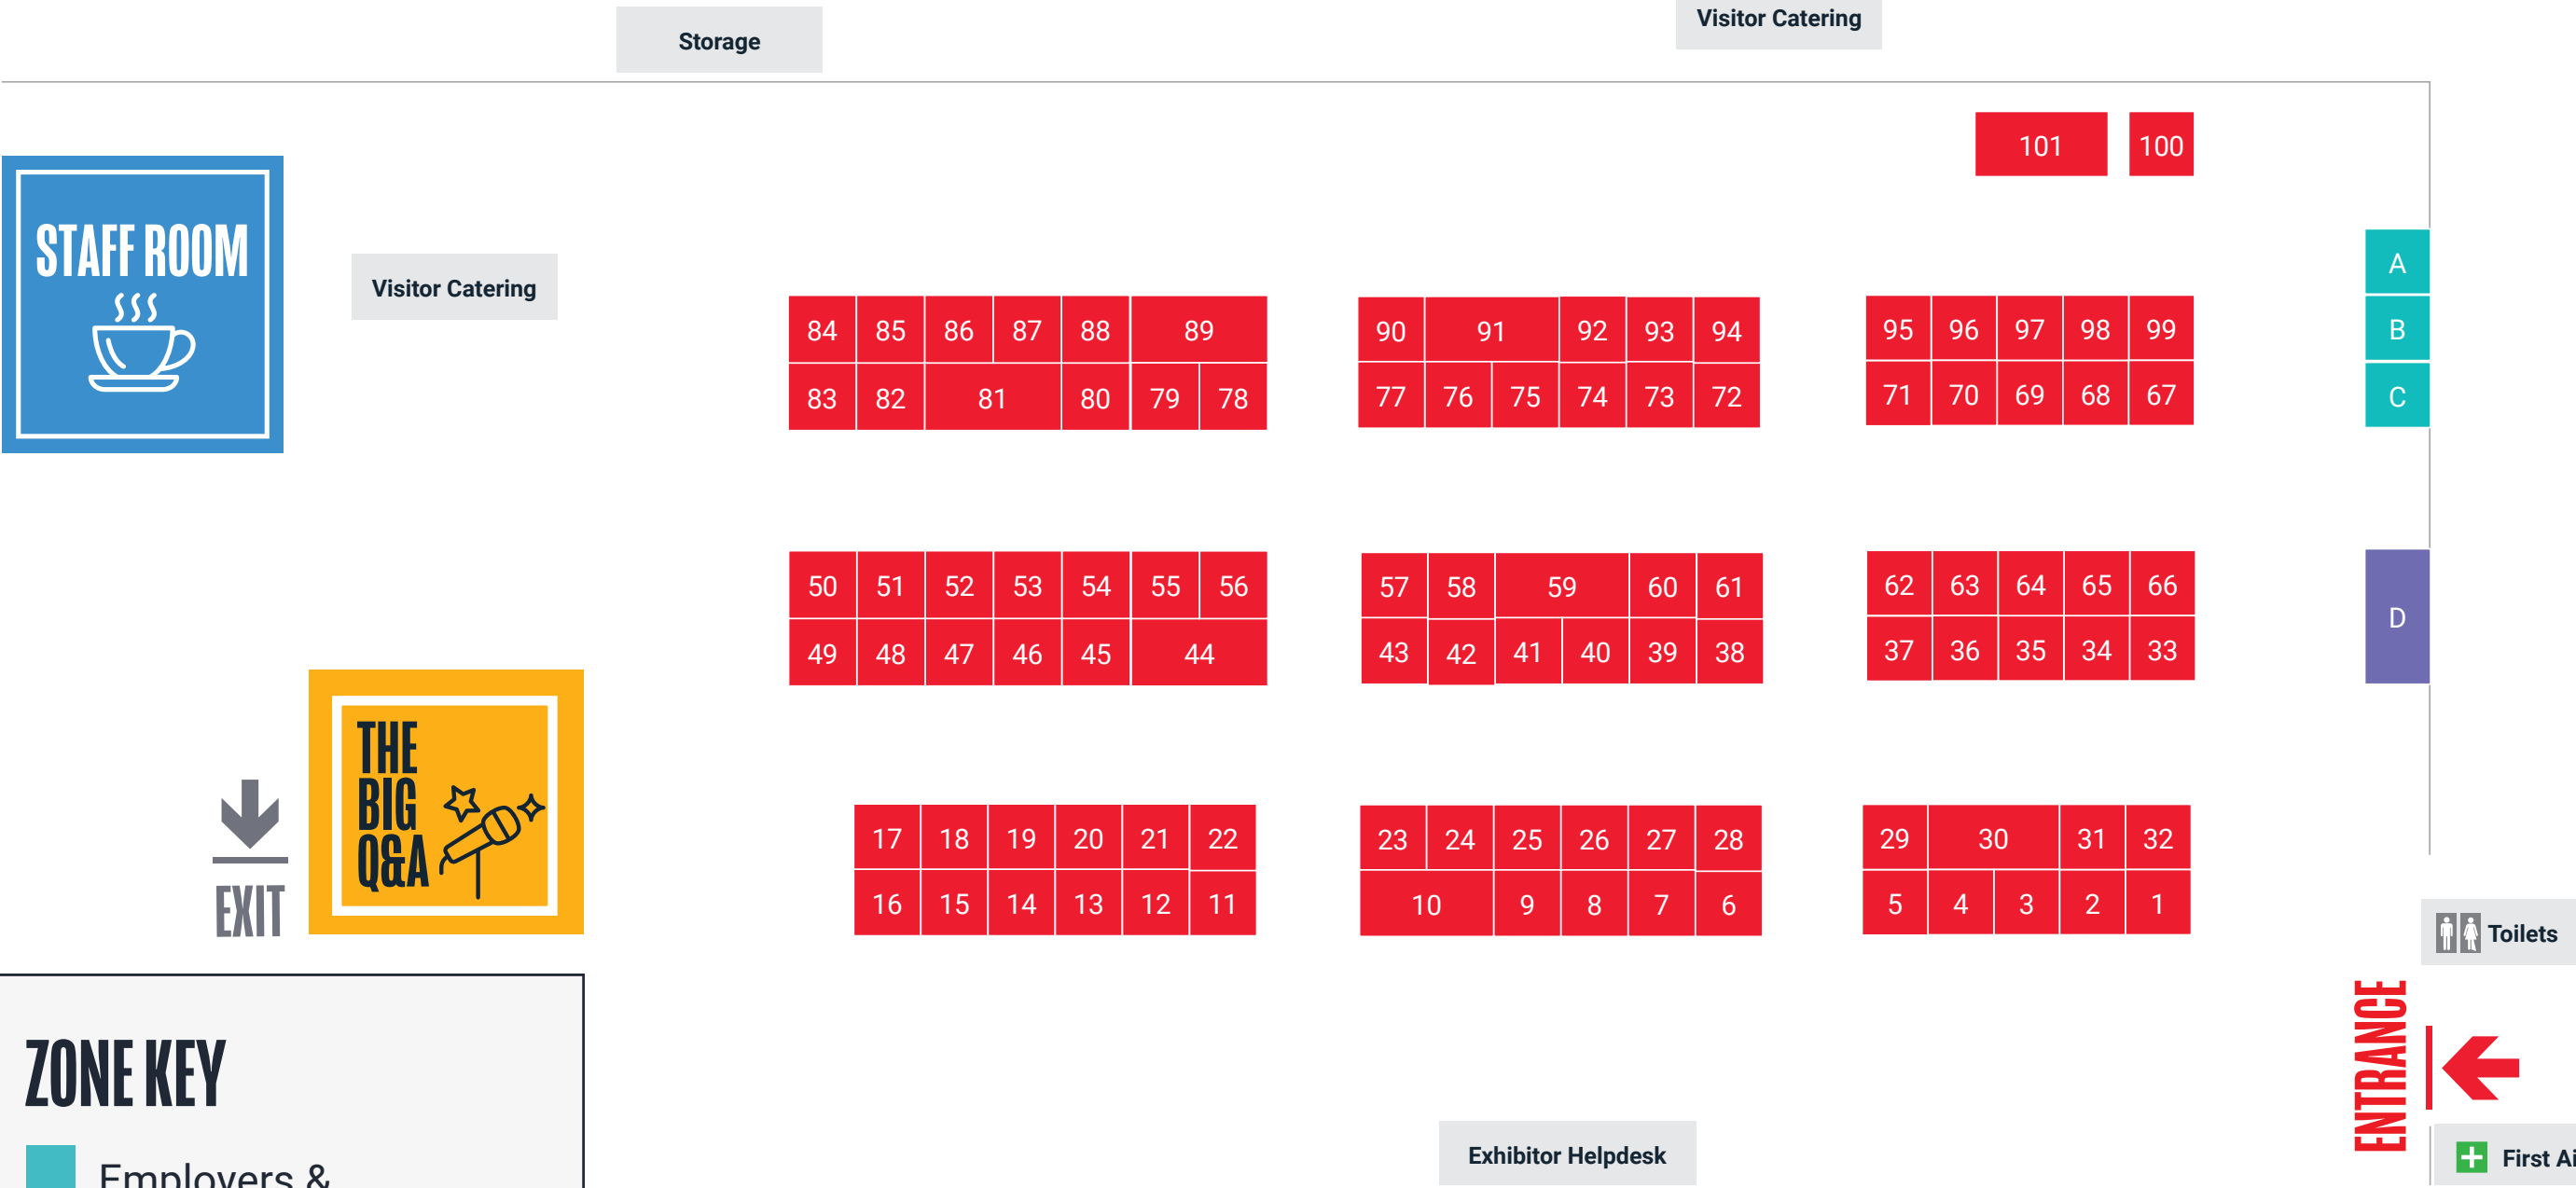 Storage
Visitor Catering
101 100
STAFF ROOM
Visitor Catering
A
B
C
84 85 86 87 88 89
83 82 81 80 79 78
90 91 92 93 94
77 76 75 74 73 72
95 96 97 98 99
71 70 69 68 67
50 51 52 53 54 55 56
49 48 47 46 45 44
57 58 59 60 61
43 42 41 40 39 38
62 63 64 65 66
37 36 35 34 33
D
THE
BIG
Q&A
EXIT
17 18 19 20 21 22
16 15 14 13 12 11
23 24 25 26 27 28
10 9 8 7 6
29 30 31 32
5 4 3 2 1
Toilets
ENTRANCE
ZONE KEY
Employers &
Exhibitor Helpdesk
First Ai